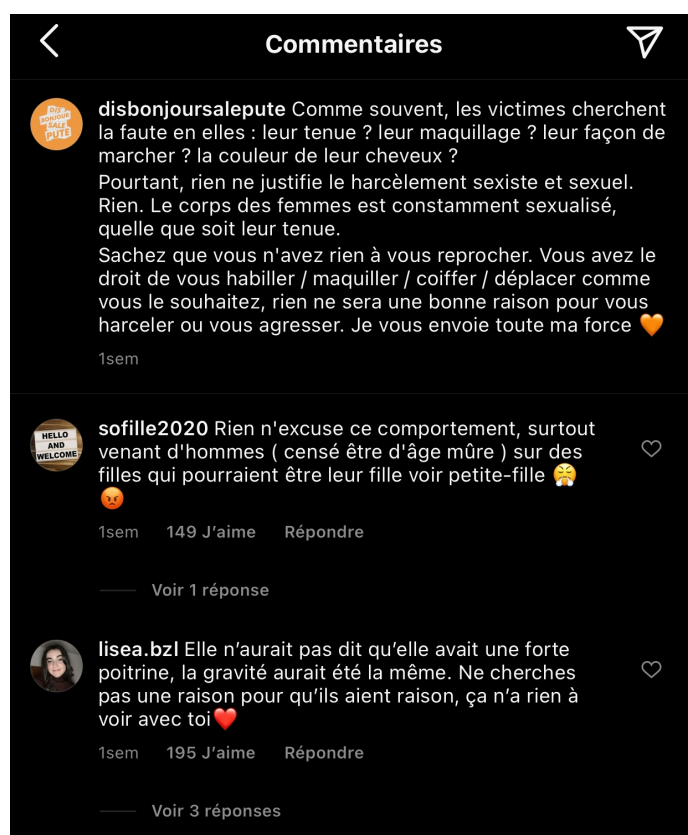 Commentaires
DIS
BONJOUR
SALE
PUTE
disbonjoursalepute Comme souvent, les victimes cherchent
la faute en elles : leur tenue ? leur maquillage ? leur façon de
marcher ? la couleur de leur cheveux ?
Pourtant, rien ne justifie le harcèlement sexiste et sexuel.
Rien. Le corps des femmes est constamment sexualisé,
quelle que soit leur tenue.
Sachez que vous n'avez rien à vous reprocher. Vous avez le
droit de vous habiller / maquiller / coiffer / déplacer comme
vous le souhaitez, rien ne sera une bonne raison pour vous
harceler ou vous agresser. Je vous envoie toute ma force 🧡
1sem
HELLO
AND
WELCOME
sofille2020 Rien n'excuse ce comportement, surtout
venant d'hommes ( censé être d'âge mûre ) sur des
filles qui pourraient être leur fille voir petite-fille 😤
😡
1sem 149 J'aime Répondre
Voir 1 réponse
lisea.bzl Elle n’aurait pas dit qu’elle avait une forte
poitrine, la gravité aurait été la même. Ne cherches
pas une raison pour qu’ils aient raison, ça n’a rien à
voir avec toi❤️
1sem 195 J’aime Répondre
Voir 3 réponses